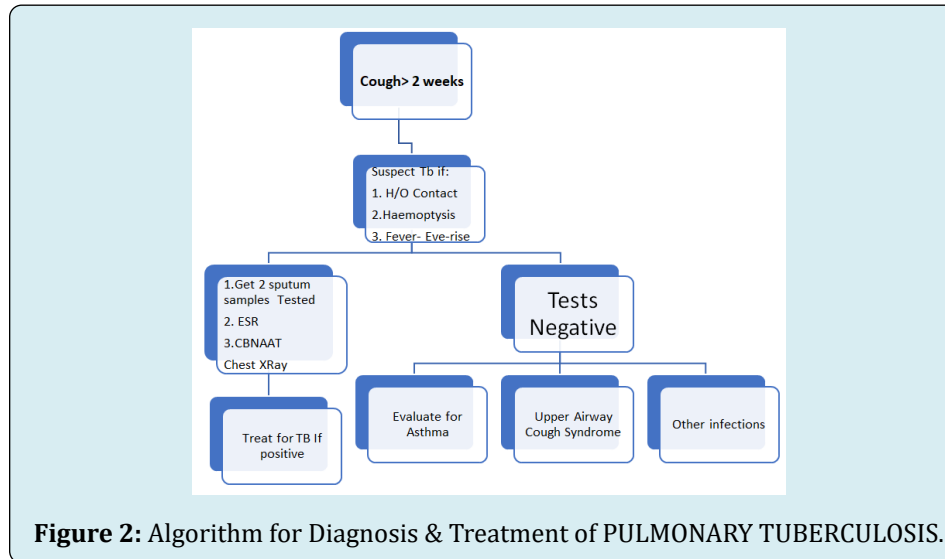 Cough> 2 weeks
Suspect Tb if:
1. H/O Contact
2.Haemoptysis
3. Fever- Eve-rise
1.Get 2 sputum
samples Tested
2. ESR
3.CBNAAT
Chest XRay
Tests
Negative
Treat for TB If
positive
Evaluate for
Asthma
Upper Airway
Cough Syndrome
Other infections
Figure 2: Algorithm for Diagnosis & Treatment of PULMONARY TUBERCULOSIS.